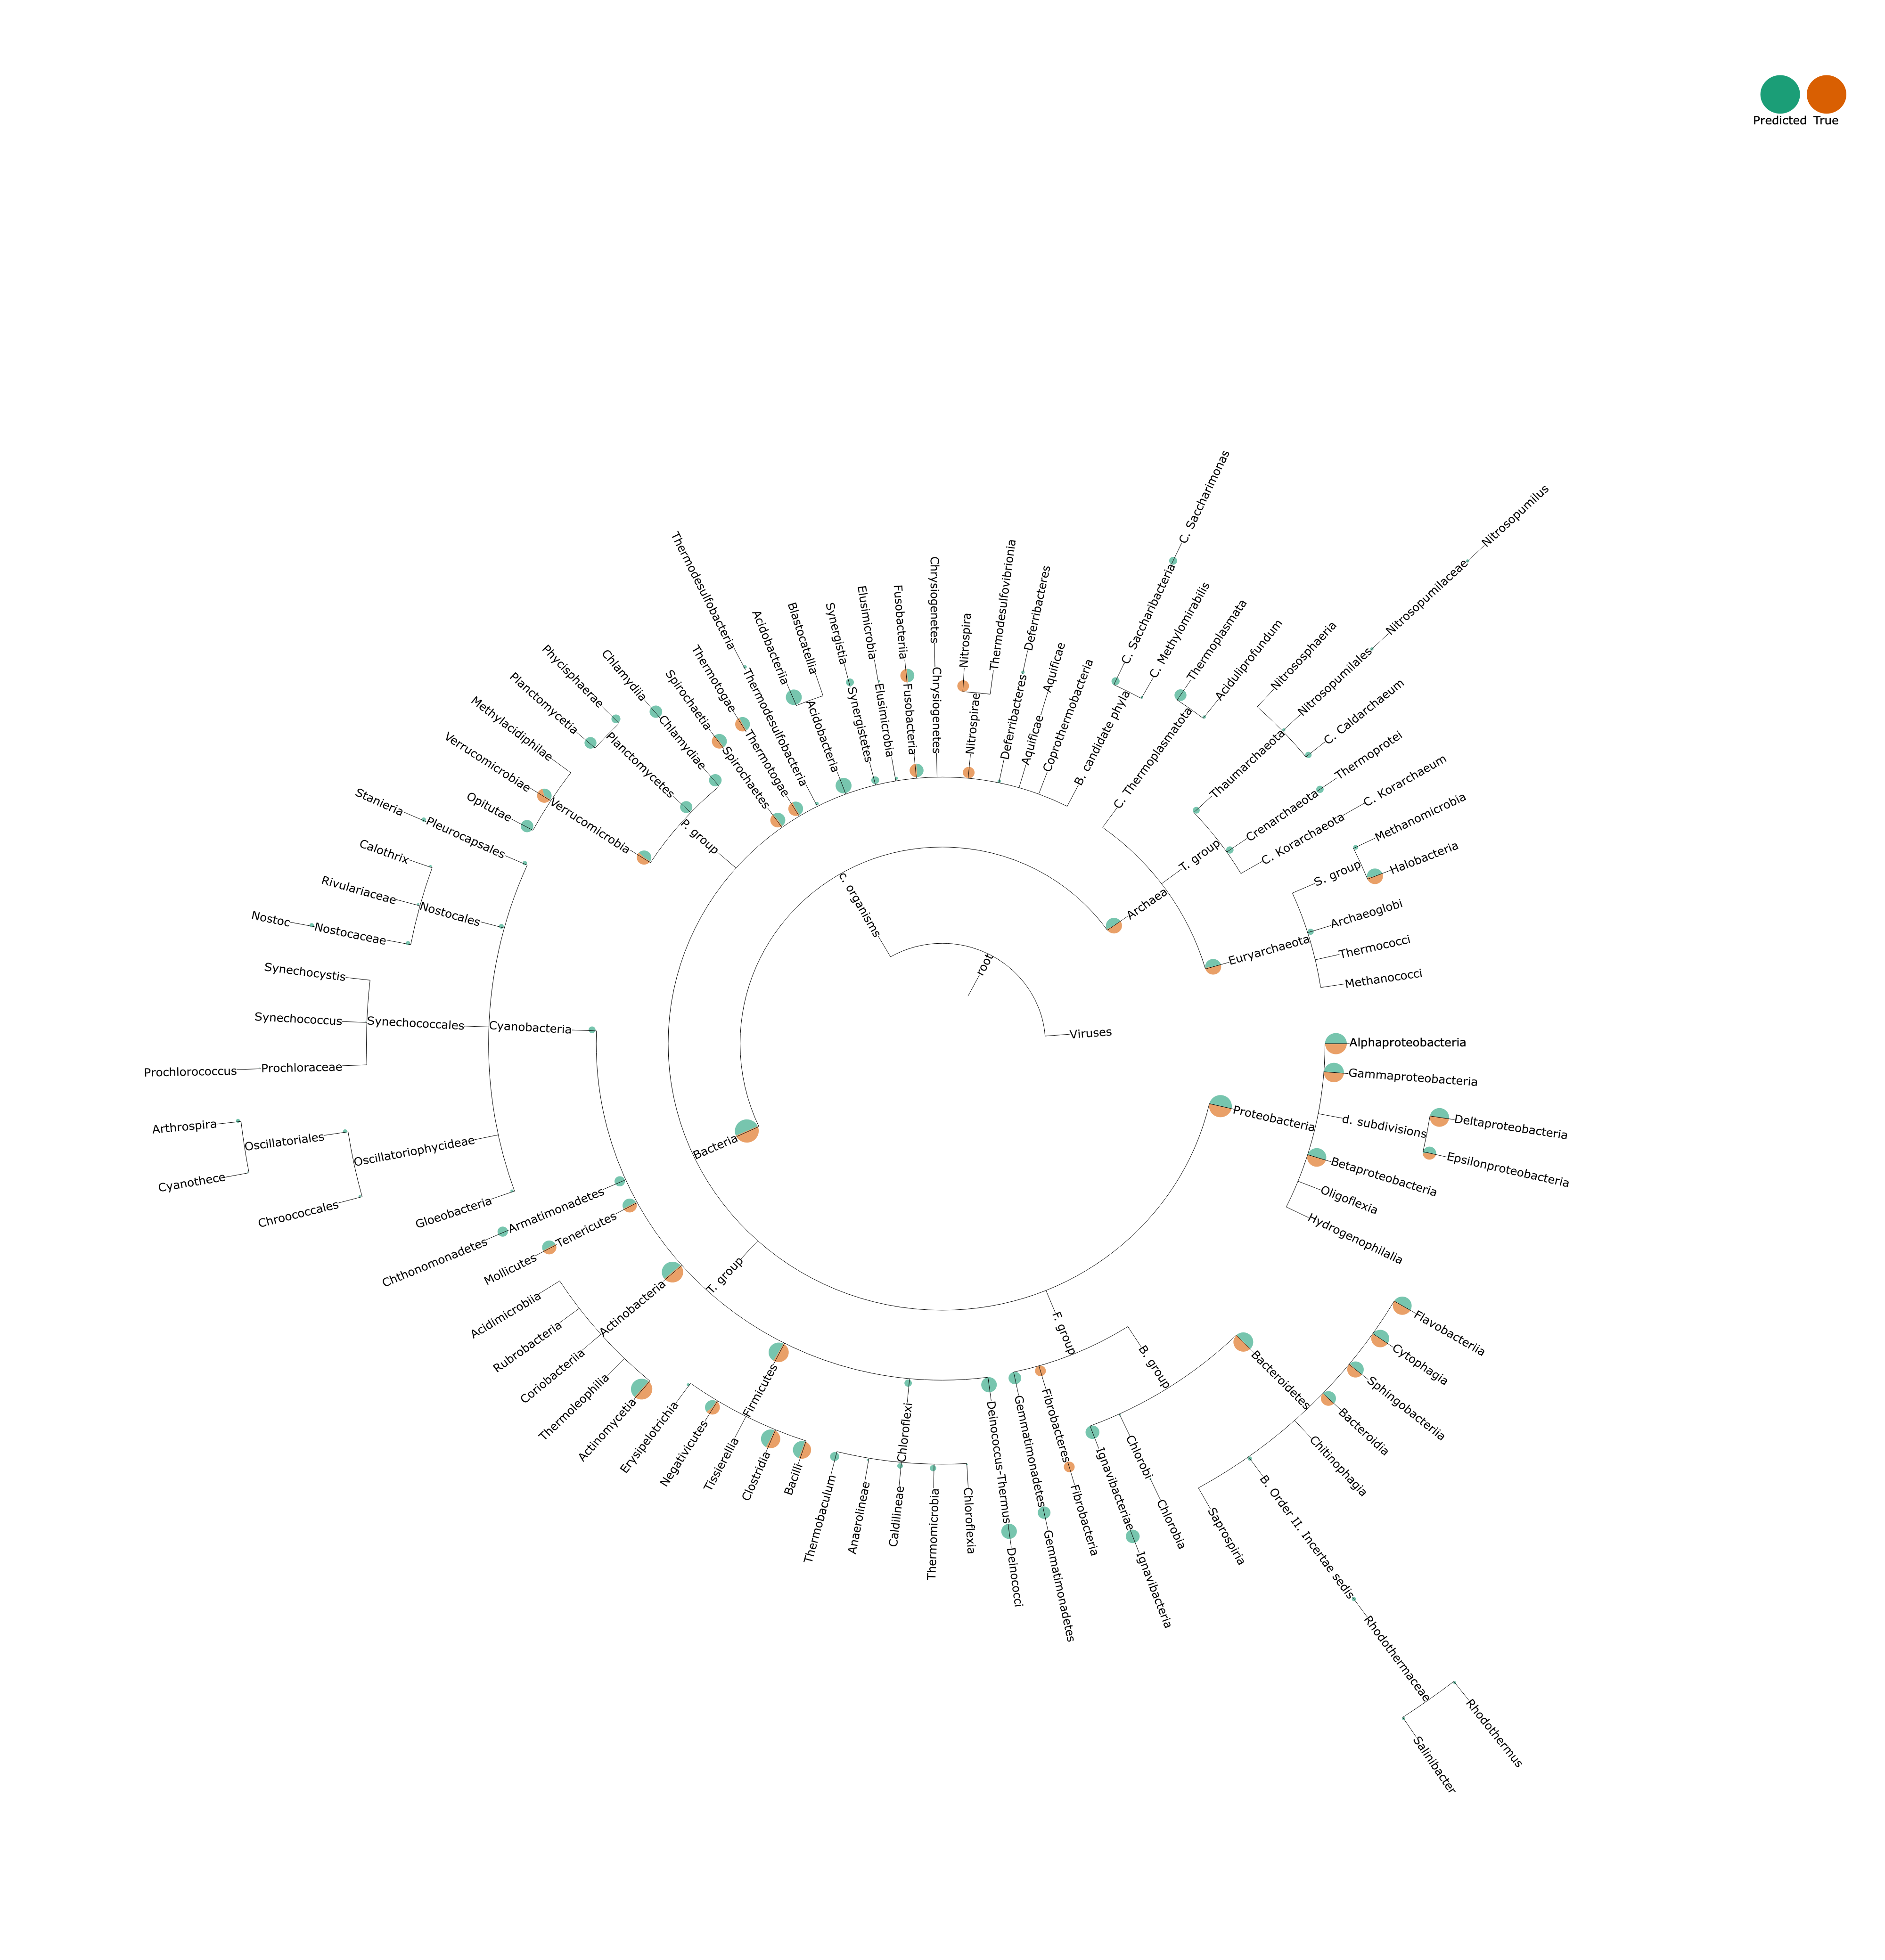 Predicted True
root
c. organisms
Viruses
Archaea
Bacteria
C. Thermoplasmatota
Thermoplasmata
Aciduliprofundum
T. group
Thaumarchaeota
Nitrososphaeria
Nitrosopumilales
Nitrosopumilaceae
Nitrosopumilus
C. Caldarchaeum
Crenarchaeota
Thermoprotei
C. Korarchaeota
C. Korarchaeum
Euryarchaeota
S. group
Methanomicrobia
Halobacteria
Archaeoglobi
Thermococci
Methanococci
B. candidate phyla
C. Saccharibacteria
C. Saccharimonas
C. Methylomirabilis
Coprothermobacteria
Aquificae
Aquificae
Deferribacteres
Deferribacteres
Nitrospirae
Nitrospira
Thermodesulfovibrionia
Chrysiogenetes
Chrysiogenetes
Fusobacteria
Fusobacteriia
Elusimicrobia
Elusimicrobia
Synergistetes
Synergistia
Acidobacteria
Acidobacteriia
Blastocatellia
Thermodesulfobacteria
Thermodesulfobacteria
Thermotogae
Thermotogae
Spirochaetes
Spirochaetia
P. group
Chlamydiae
Chlamydiia
Planctomycetes
Phycisphaerae
Planctomycetia
Verrucomicrobia
Methylacidiphilae
Verrucomicrobiae
Opitutae
T. group
Cyanobacteria
Pleurocapsales
Stanieria
Nostocales
Calothrix
Rivulariaceae
Nostocaceae
Nostoc
Synechococcales
Synechocystis
Synechococcus
Prochloraceae
Prochlorococcus
Oscillatoriophycideae
Oscillatoriales
Arthrospira
Cyanothece
Chroococcales
Gloeobacteria
Armatimonadetes
Chthonomonadetes
Tenericutes
Mollicutes
Actinobacteria
Acidimicrobiia
Rubrobacteria
Coriobacteriia
Thermoleophilia
Actinomycetia
Firmicutes
Erysipelotrichia
Negativicutes
Tissierellia
Clostridia
Bacilli
Chloroflexi
Thermobaculum
Anaerolineae
Caldilineae
Thermomicrobia
Chloroflexia
Deinococcus-Thermus
Deinococci
F. group
Gemmatimonadetes
Gemmatimonadetes
Fibrobacteres
Fibrobacteria
B. group
Ignavibacteriae
Ignavibacteria
Chlorobi
Chlorobia
Bacteroidetes
Saprospiria
B. Order II. Incertae sedis
Rhodothermaceae
Salinibacter
Rhodothermus
Chitinophagia
Bacteroidia
Sphingobacteriia
Cytophagia
Flavobacteriia
Proteobacteria
Alphaproteobacteria
Gammaproteobacteria
d. subdivisions
Deltaproteobacteria
Epsilonproteobacteria
Betaproteobacteria
Oligoflexia
Hydrogenophilalia